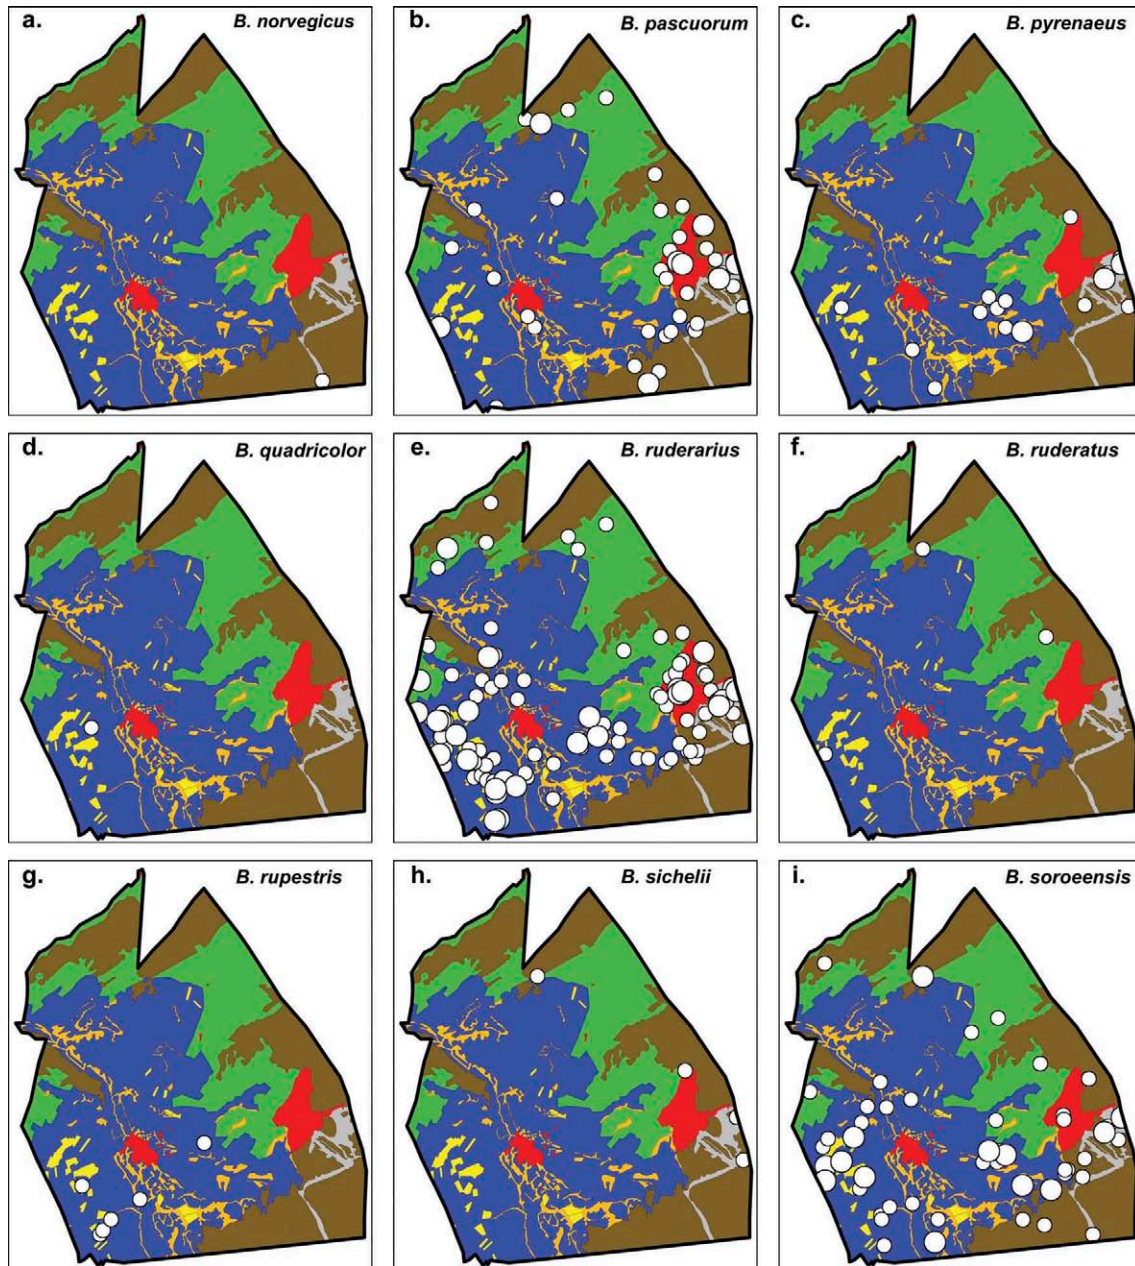 a. B. norvegicus
b. B. pascuorum
c. B. pyrenaeus
d. B. quadricolor
e. B. ruderarius
f. B. ruderatus
g. B. rupestris
h. B. sichelii
i. B. soroeensis